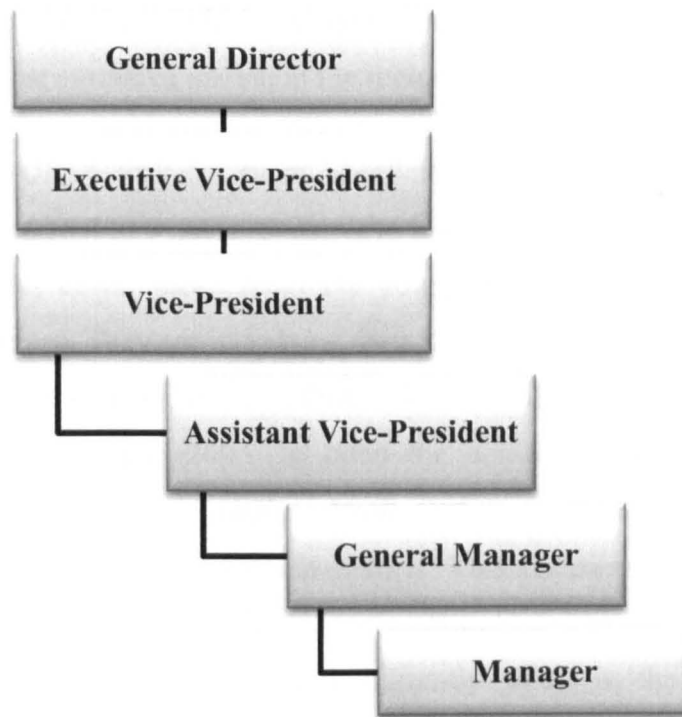 General Director
Executive Vice-President
Vice-President
Assistant Vice-President
General Manager
Manager